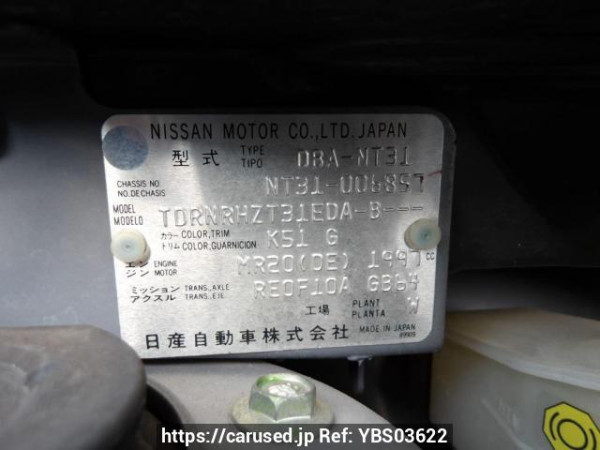 NISSAN MOTOR CO.,LTD. JAPAN
型式 TYPE TIPO DBA-NT31
CHASSIS NO. NO. DECHASIS NT31-006857
MODEL MODELO TDRNRHZT31EDA-B---
カラー COLOR, TRIM トリム COLOR, GUARNICION K51 G
エンジン ENGINE MOTOR MR20(DE) 1997cc
ミッション TRANS., AXLE アクスル TRANS., EJE RE0F10A GB64
工場 PLANT PLANTA W
日産自動車株式会社 MADE IN JAPAN
https://carused.jp Ref: YBS03622